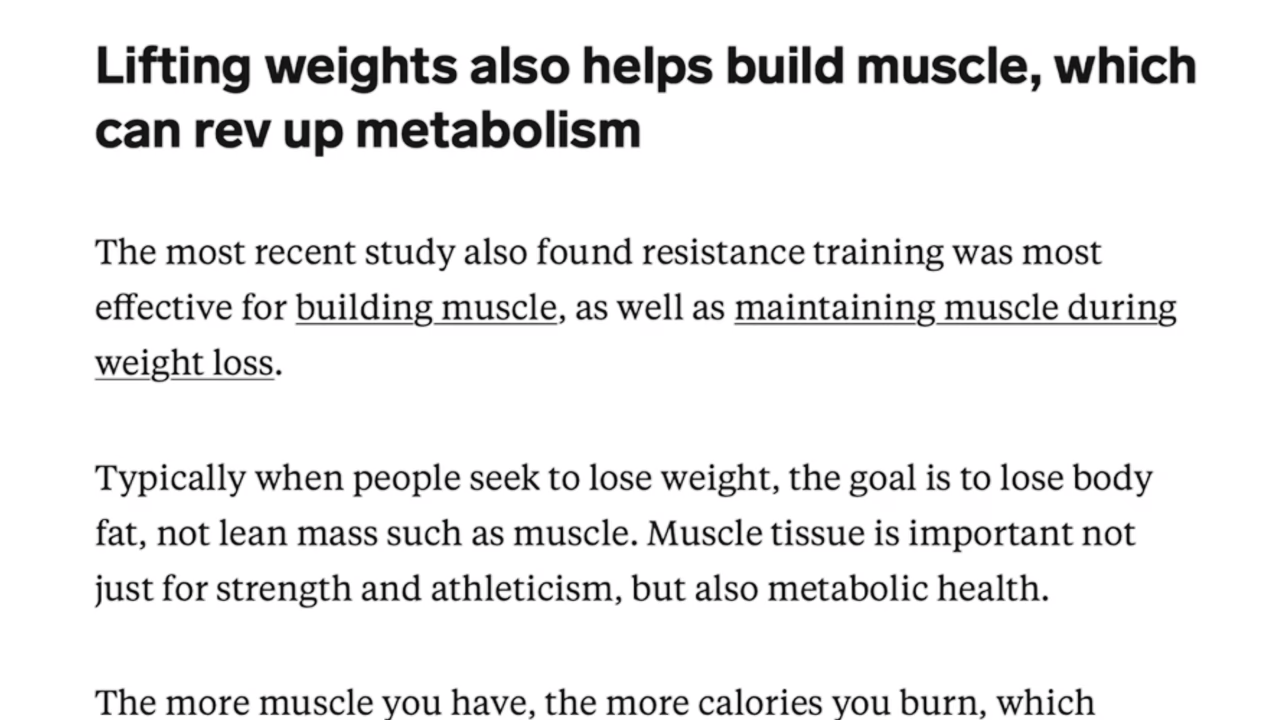 Lifting weights also helps build muscle, which
can rev up metabolism
The most recent study also found resistance training was most
effective for building muscle, as well as maintaining muscle during
weight loss.
Typically when people seek to lose weight, the goal is to lose body
fat, not lean mass such as muscle. Muscle tissue is important not
just for strength and athleticism, but also metabolic health.
The more muscle you have, the more calories you burn, which